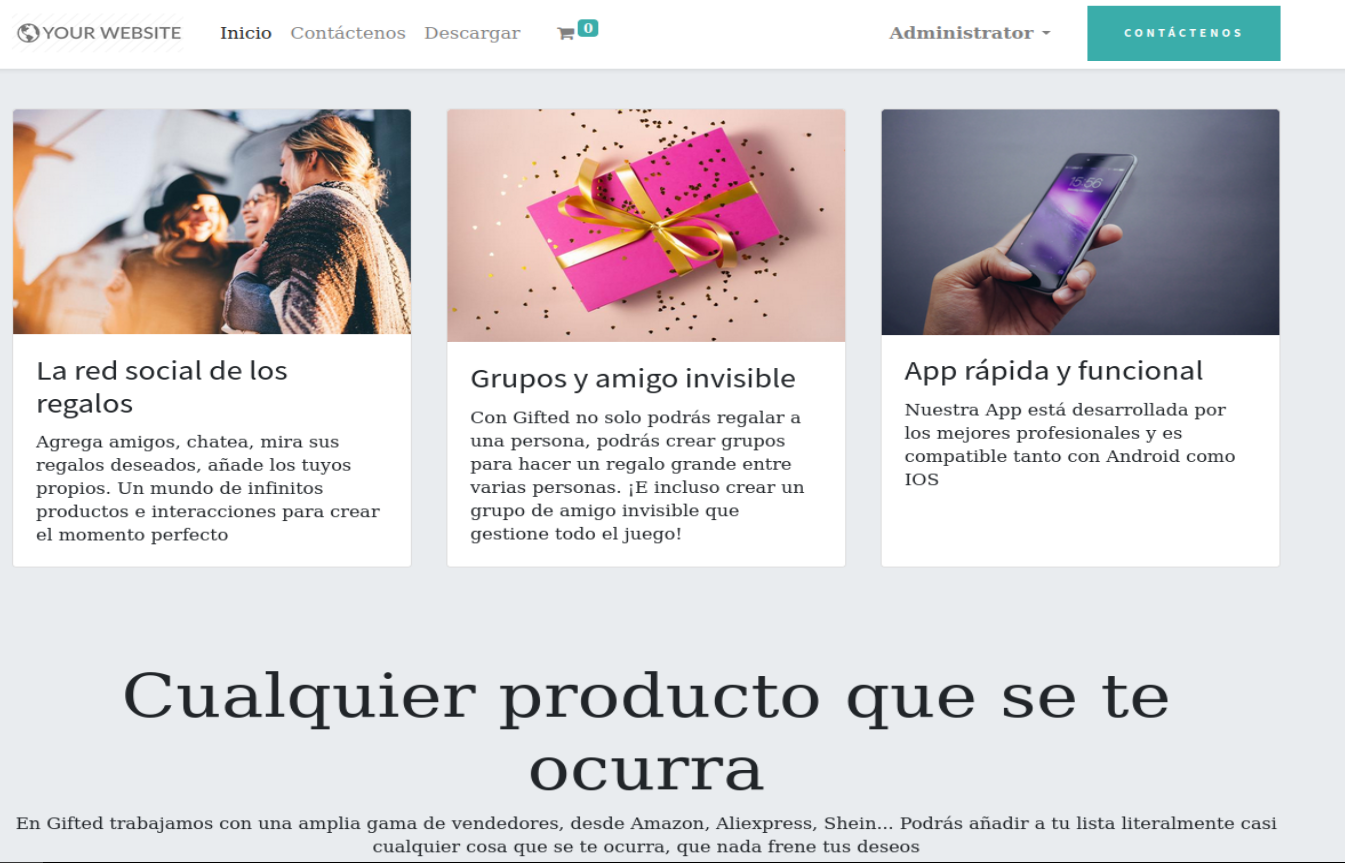 YOUR WEBSITE
Inicio
Contáctenos
Descargar
0
Administrator
CONTÁCTENOS
15:56
La red social de los
regalos
Agrega amigos, chatea, mira sus
regalos deseados, añade los tuyos
propios. Un mundo de infinitos
productos e interacciones para crear
el momento perfecto
Grupos y amigo invisible
Con Gifted no solo podrás regalar a
una persona, podrás crear grupos
para hacer un regalo grande entre
varias personas. ¡E incluso crear un
grupo de amigo invisible que
gestione todo el juego!
App rápida y funcional
Nuestra App está desarrollada por
los mejores profesionales y es
compatible tanto con Android como
IOS
Cualquier producto que se te
ocurra
En Gifted trabajamos con una amplia gama de vendedores, desde Amazon, Aliexpress, Shein... Podrás añadir a tu lista literalmente casi
cualquier cosa que se te ocurra, que nada frene tus deseos